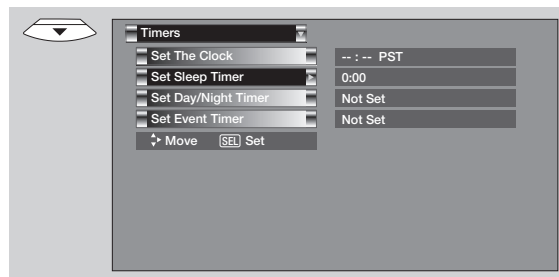 Timers
Set The Clock -- : -- PST
Set Sleep Timer 0:00
Set Day/Night Timer Not Set
Set Event Timer Not Set
Move SEL Set